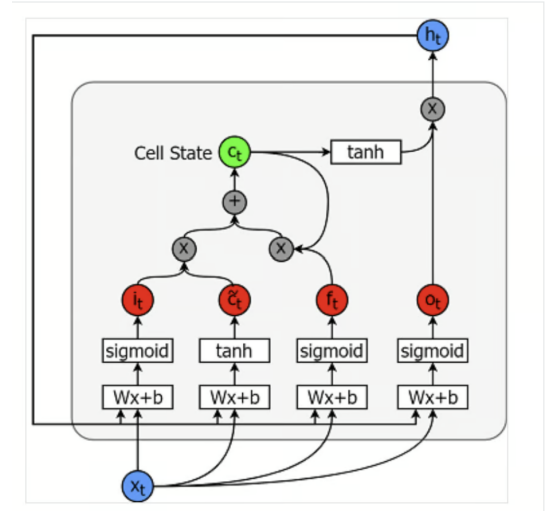 hₜ
x
Cell State cₜ tanh
+
x x
iₜ c̃ₜ fₜ oₜ
sigmoid tanh sigmoid sigmoid
Wx+b Wx+b Wx+b Wx+b
xₜ